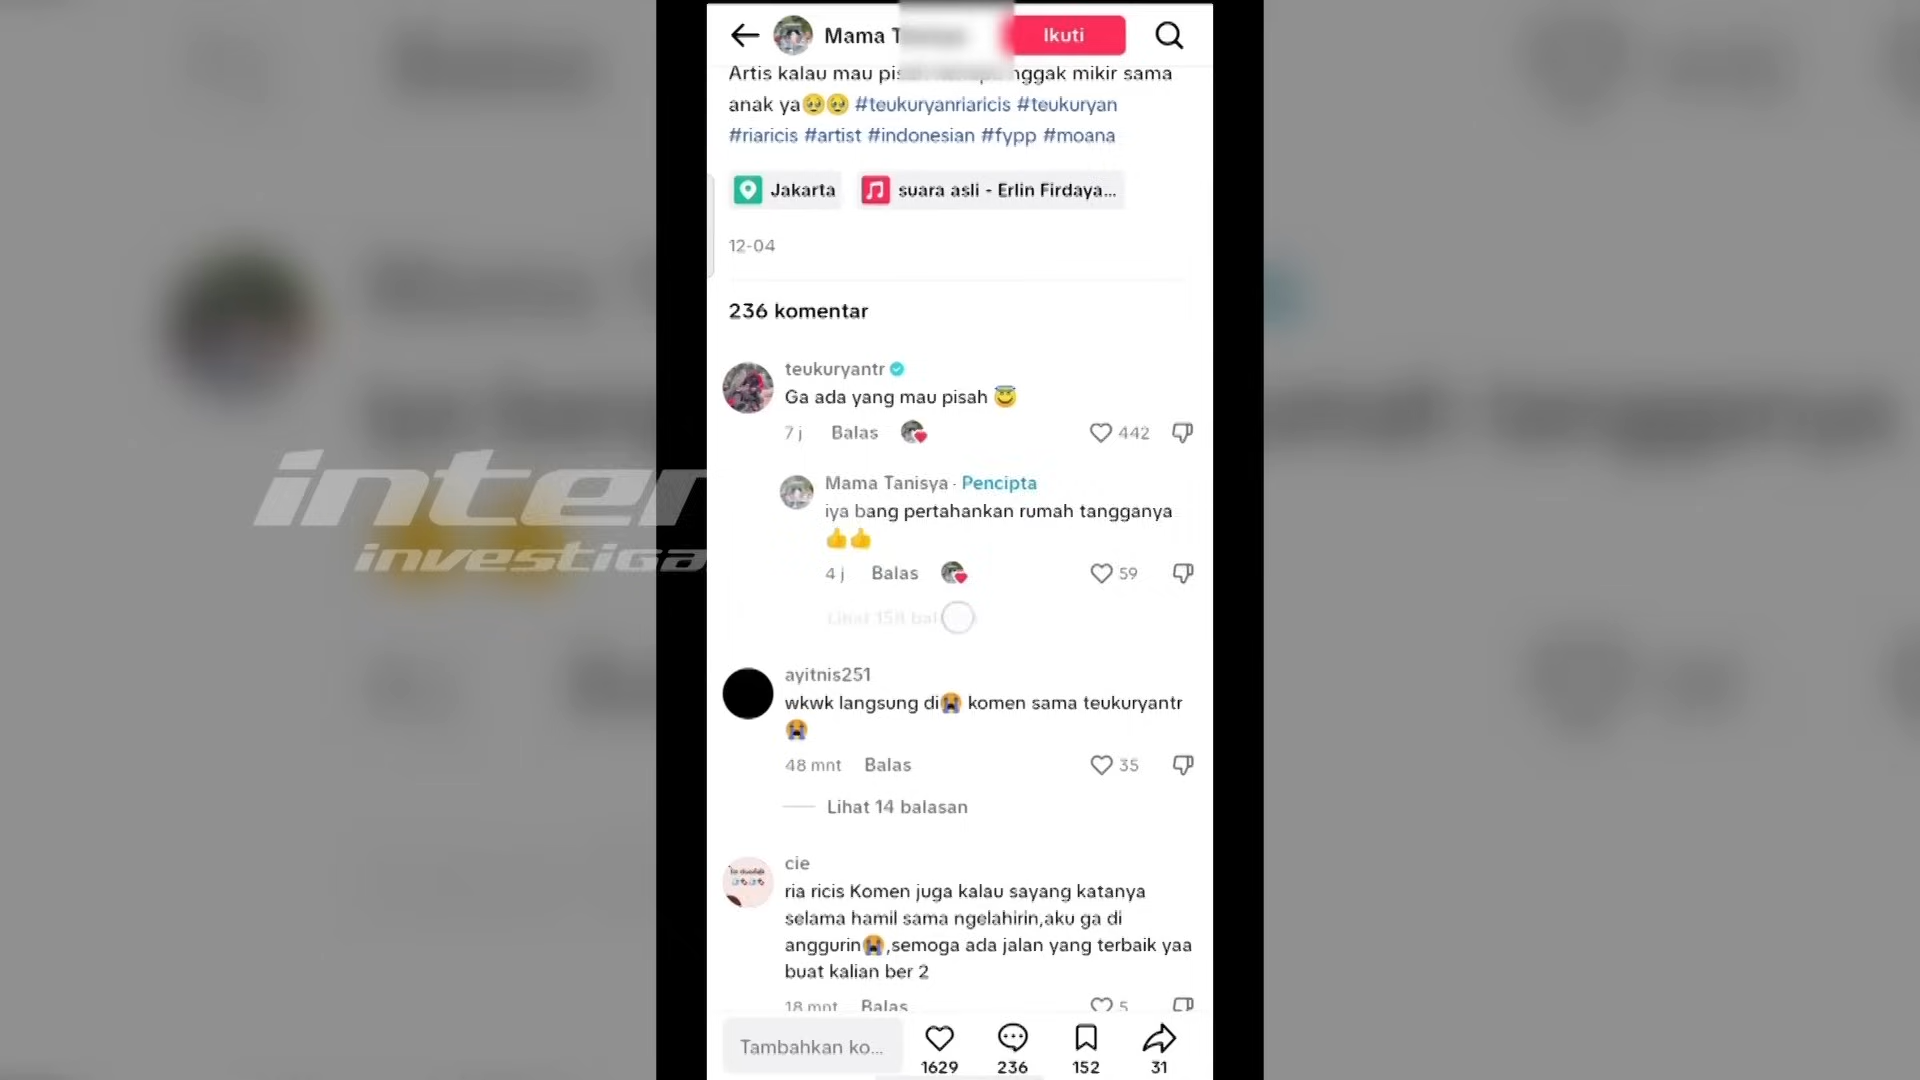 Mama T
Ikuti
Artis kalau mau nggak mikir sama
anak ya🥹🥹 #teukuryanriaricis #teukuryan
#riaricis #artist #indonesian #fypp #moana
Jakarta
suara asli - Erlin Firdaya...
12-04
236 komentar
teukuryantr
Ga ada yang mau pisah 😇
7 j Balas 442
Mama Tanisya · Pencipta
iya bang pertahankan rumah tangganya
👍👍
4 j Balas 59
Lihat 158
ayitnis251
wkwk langsung di😭 komen sama teukuryantr
😭
48 mnt Balas 35
Lihat 14 balasan
cie
ria ricis Komen juga kalau sayang katanya
selama hamil sama ngelahirin,aku ga di
anggurin😭,semoga ada jalan yang terbaik yaa
buat kalian ber 2
18 mnt Balas 5
Tambahkan ko...
1629
236
152
31
inter
investiga